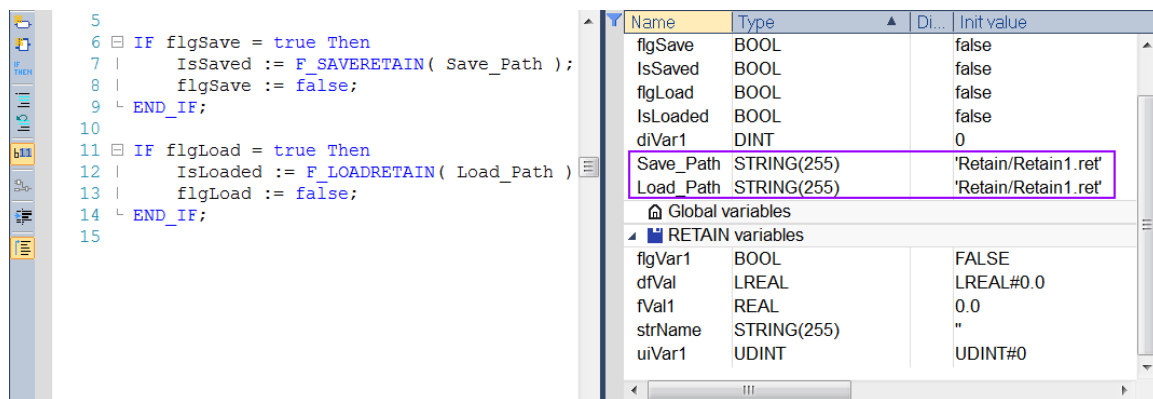 5
6 IF flgSave = true Then
7 IsSaved := F_SAVERETAIN( Save_Path );
8 flgSave := false;
9 END_IF;
10
11 IF flgLoad = true Then
12 IsLoaded := F_LOADRETAIN( Load_Path )
13 flgLoad := false;
14 END_IF;
15
IF
THEN
Name Type Di... Init value
flgSave BOOL false
IsSaved BOOL false
flgLoad BOOL false
IsLoaded BOOL false
diVar1 DINT 0
Save_Path STRING(255) 'Retain/Retain1.ret'
Load_Path STRING(255) 'Retain/Retain1.ret'
Global variables
RETAIN variables
flgVar1 BOOL FALSE
dfVal LREAL LREAL#0.0
fVal1 REAL 0.0
strName STRING(255) ''
uiVar1 UDINT UDINT#0